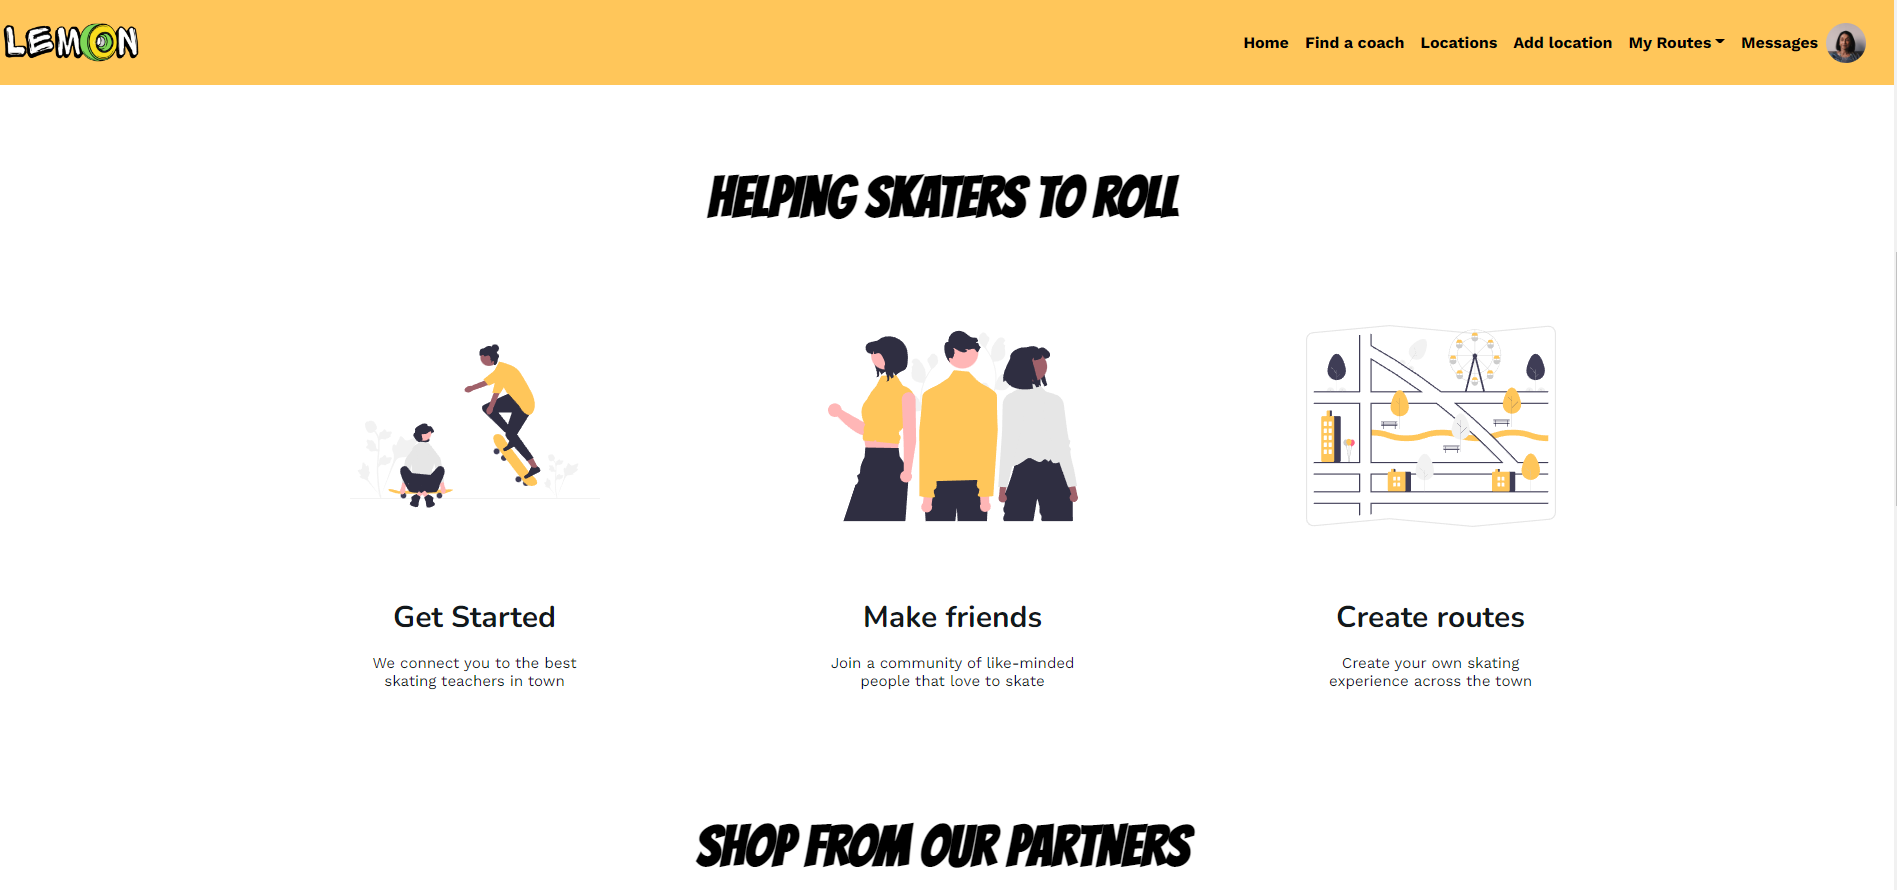 LEMON
Home Find a coach Locations Add location My Routes Messages
HELPING SKATERS TO ROLL
Get Started
We connect you to the best
skating teachers in town
Make friends
Join a community of like-minded
people that love to skate
Create routes
Create your own skating
experience across the town
SHOP FROM OUR PARTNERS